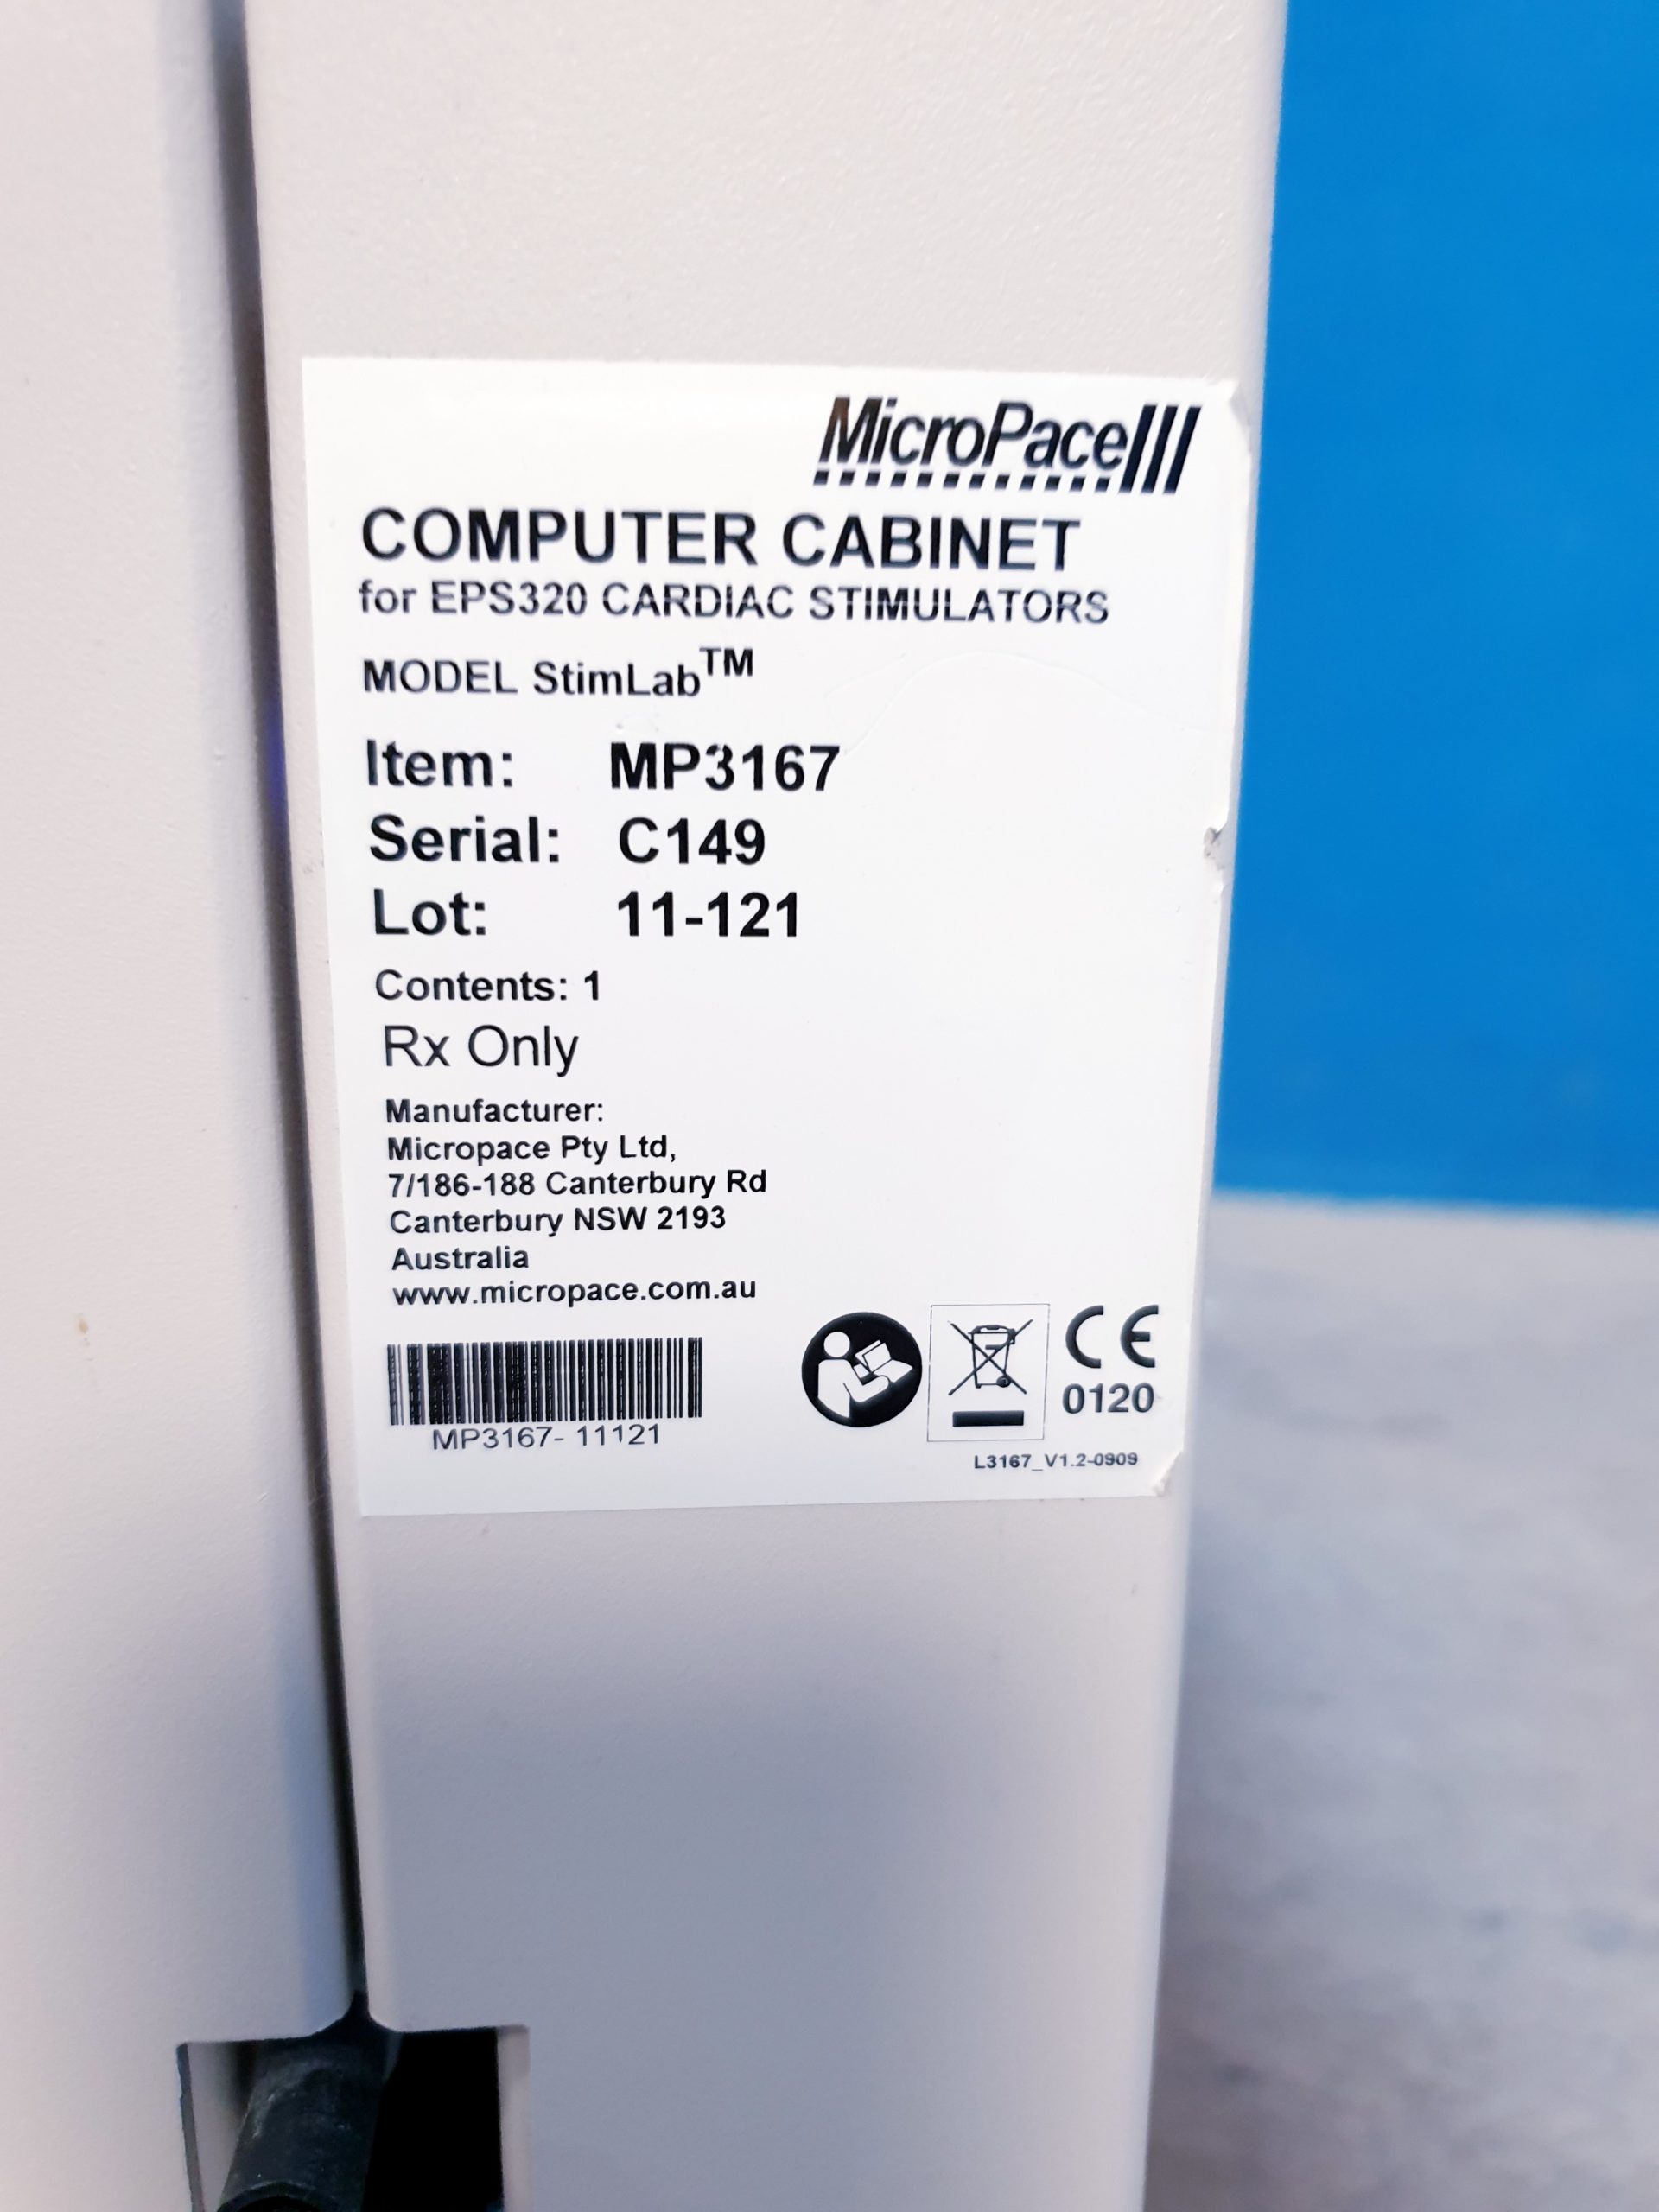 MicroPace
COMPUTER CABINET
for EPS320 CARDIAC STIMULATORS
MODEL StimLab™
Item: MP3167
Serial: C149
Lot: 11-121
Contents: 1
Rx Only
Manufacturer:
Micropace Pty Ltd,
7/186-188 Canterbury Rd
Canterbury NSW 2193
Australia
www.micropace.com.au
MP3167- 11121
CE
0120
L3167_V1.2-0909